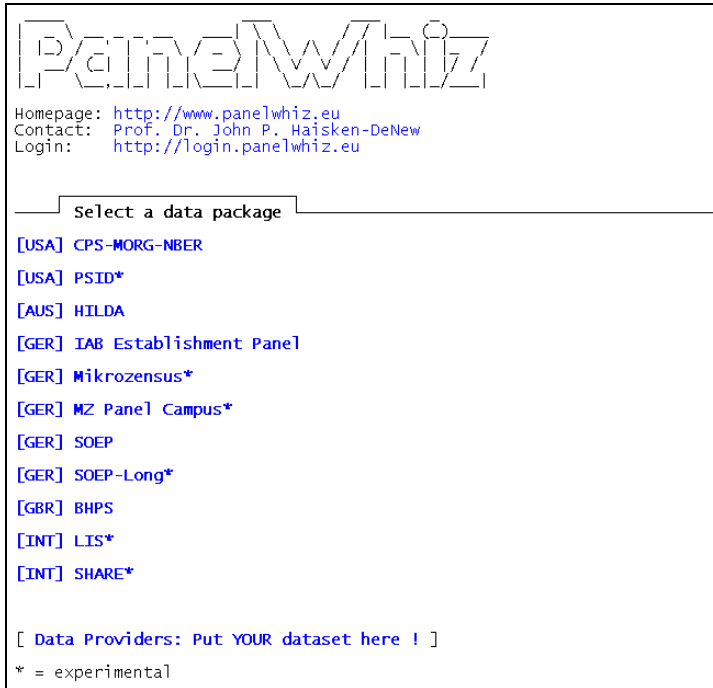 PanelWhiz
Homepage: http://www.panelwhiz.eu
Contact: Prof. Dr. John P. Haisken-DeNew
Login: http://login.panelwhiz.eu
Select a data package
[USA] CPS-MORG-NBER
[USA] PSID*
[AUS] HILDA
[GER] IAB Establishment Panel
[GER] Mikrozensus*
[GER] MZ Panel Campus*
[GER] SOEP
[GER] SOEP-Long*
[GBR] BHPS
[INT] LIS*
[INT] SHARE*
[ Data Providers: Put YOUR dataset here ! ]
* = experimental